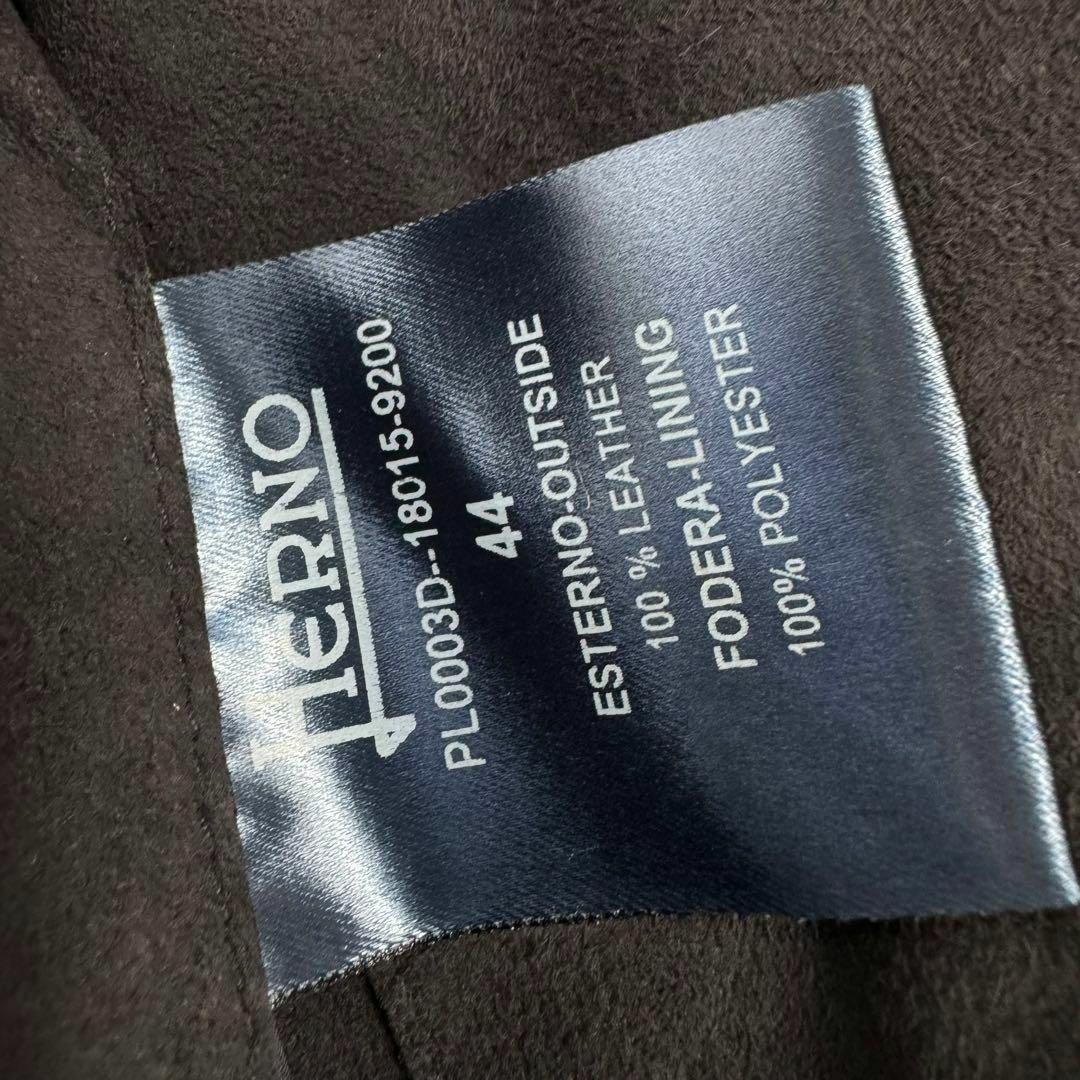 HERNO
PL0003D--18015-9200
44
ESTERNO-OUTSIDE
100 % LEATHER
FODERA-LINING
100% POLYESTER